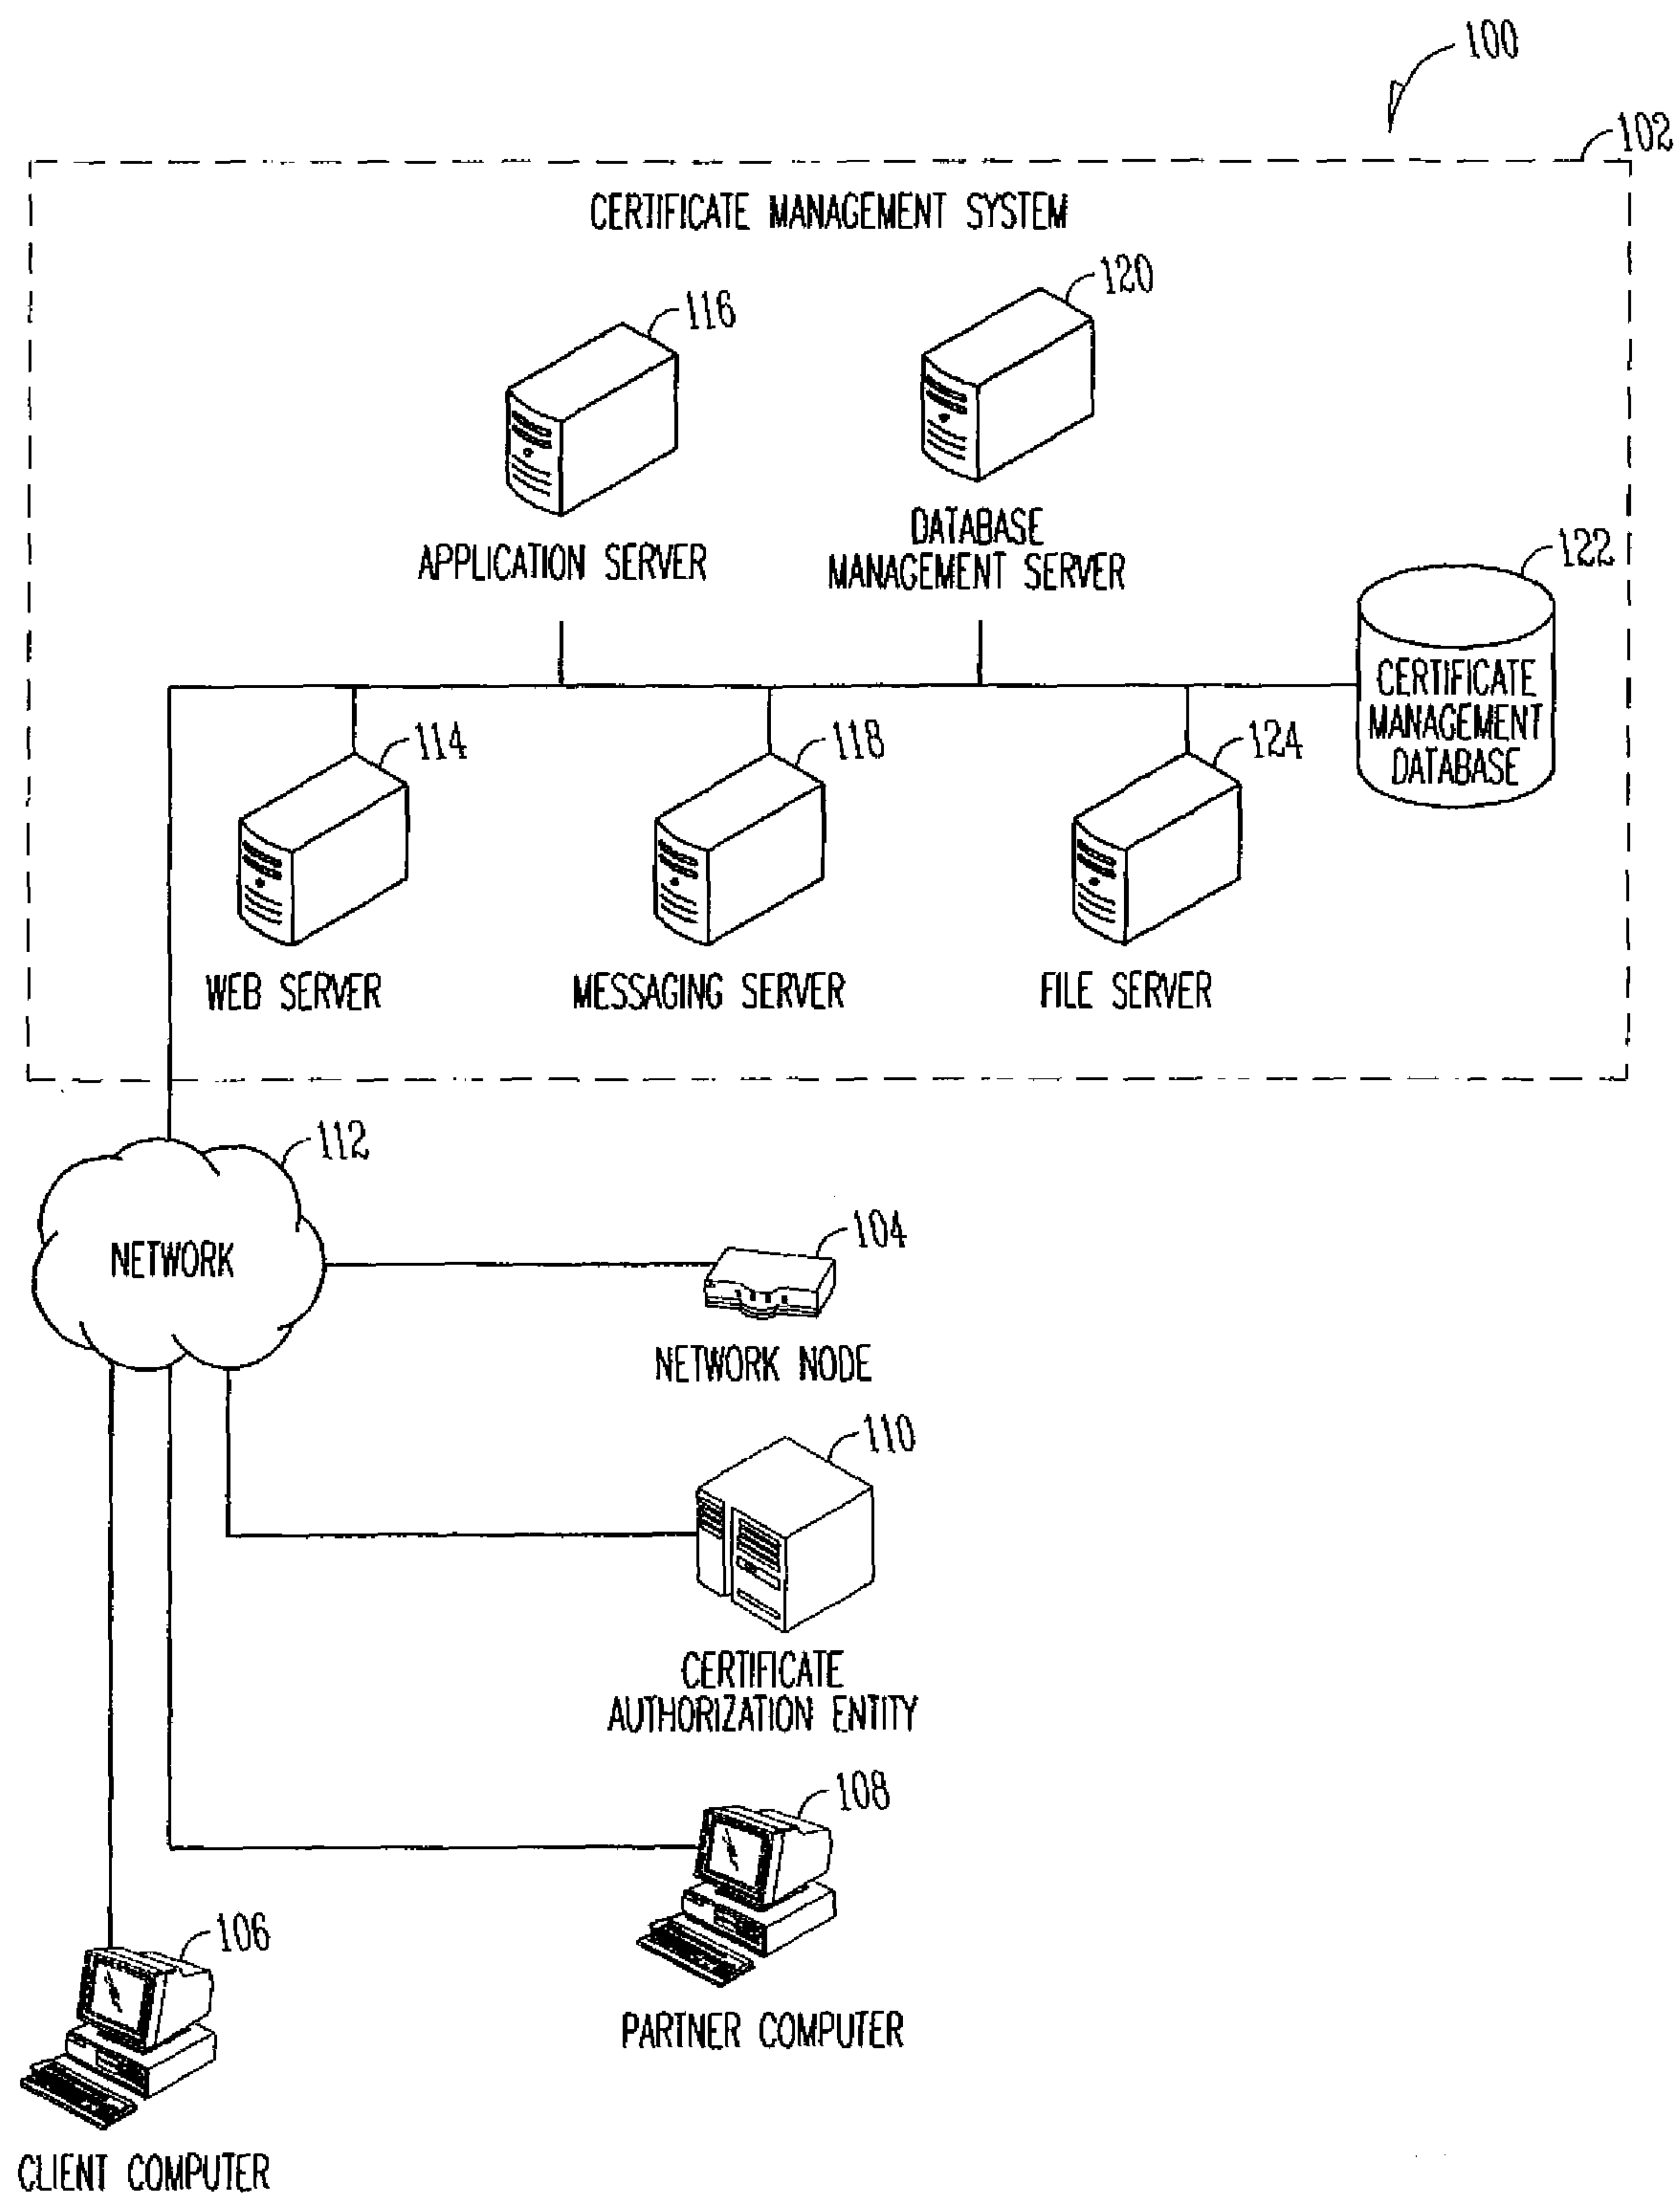 100
102
CERTIFICATE MANAGEMENT SYSTEM
116
120
APPLICATION SERVER
DATABASE
MANAGEMENT SERVER
122
CERTIFICATE
MANAGEMENT
DATABASE
114
118
124
WEB SERVER
MESSAGING SERVER
FILE SERVER
112
NETWORK
104
NETWORK NODE
110
CERTIFICATE
AUTHORIZATION ENTITY
108
PARTNER COMPUTER
106
CLIENT COMPUTER